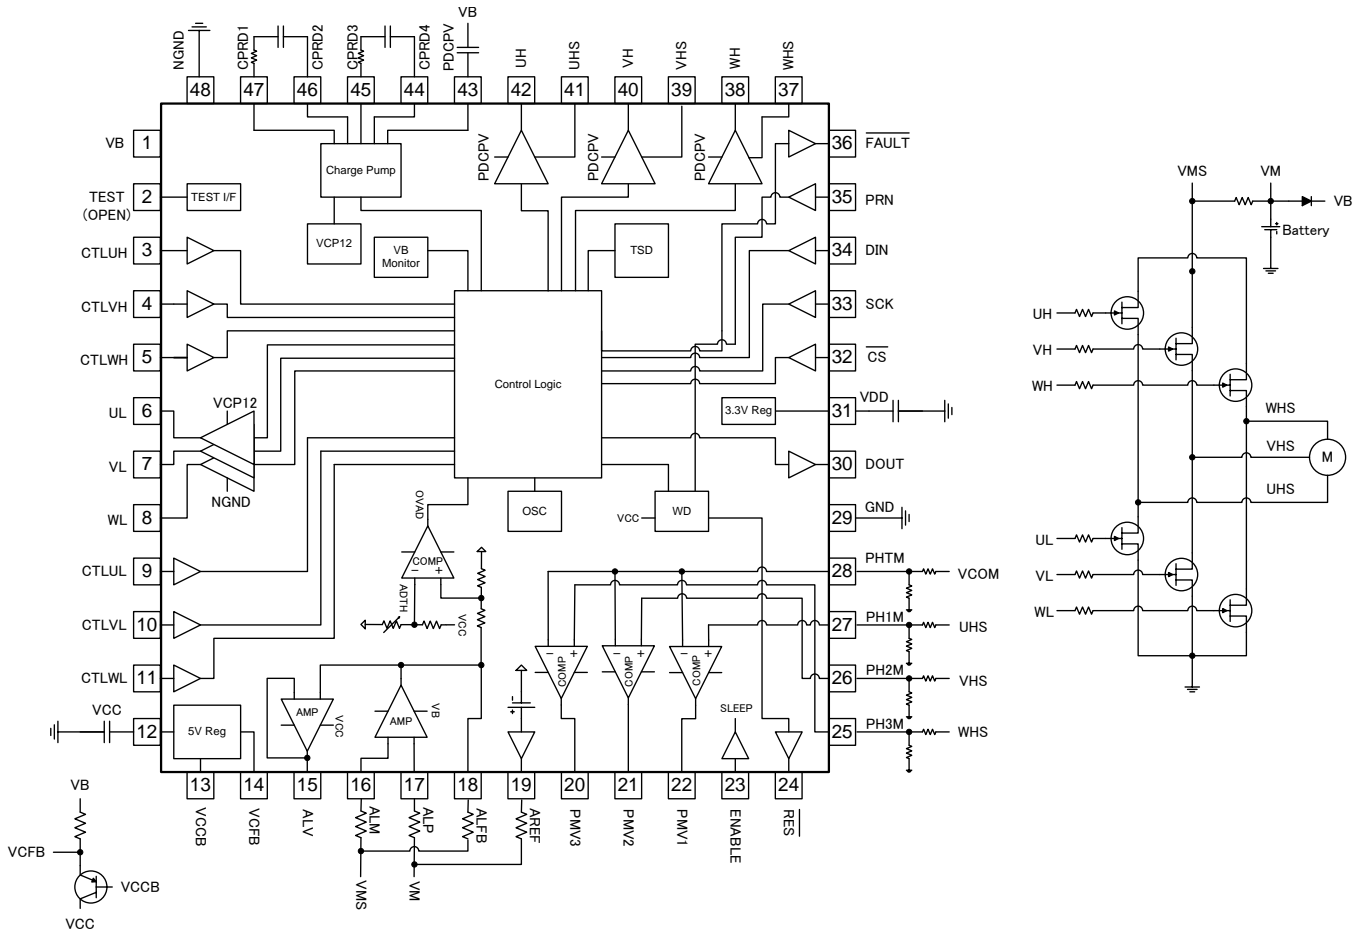 NGND
CPRD1
CPRD2
CPRD3
CPRD4
PDCPV
VB
UH
UHS
VH
VHS
WH
WHS
48
47
46
45
44
43
42
41
40
39
38
37
VB
1
TEST
(OPEN)
2
TEST I/F
CTLUH
3
CTLVH
4
CTLWH
5
UL
6
VL
7
WL
8
CTLUL
9
CTLVL
10
CTLWL
11
VCC
12
5V Reg
VCP12
NGND
Charge Pump
VCP12
VB
Monitor
PDCPV
PDCPV
PDCPV
TSD
Control Logic
OSC
WD
VCC
3.3V Reg
OVAD
COMP
− +
ADTH
VCC
AMP
VCC
AMP
VB
- +
− +
COMP
− +
COMP
− +
COMP
SLEEP
36
FAULT
35
PRN
34
DIN
33
SCK
32
CS
31
VDD
30
DOUT
29
GND
28
PHTM
VCOM
27
PH1M
UHS
26
PH2M
VHS
25
PH3M
WHS
13
14
15
16
17
18
19
20
21
22
23
24
VCCB
VCFB
ALV
ALM
ALP
ALFB
AREF
PMV3
PMV2
PMV1
ENABLE
RES
VMS
VM
VB
VCFB
VCCB
VCC
VMS
VM
VB
+
Battery
UH
VH
WH
WHS
VHS
UHS
M
UL
VL
WL